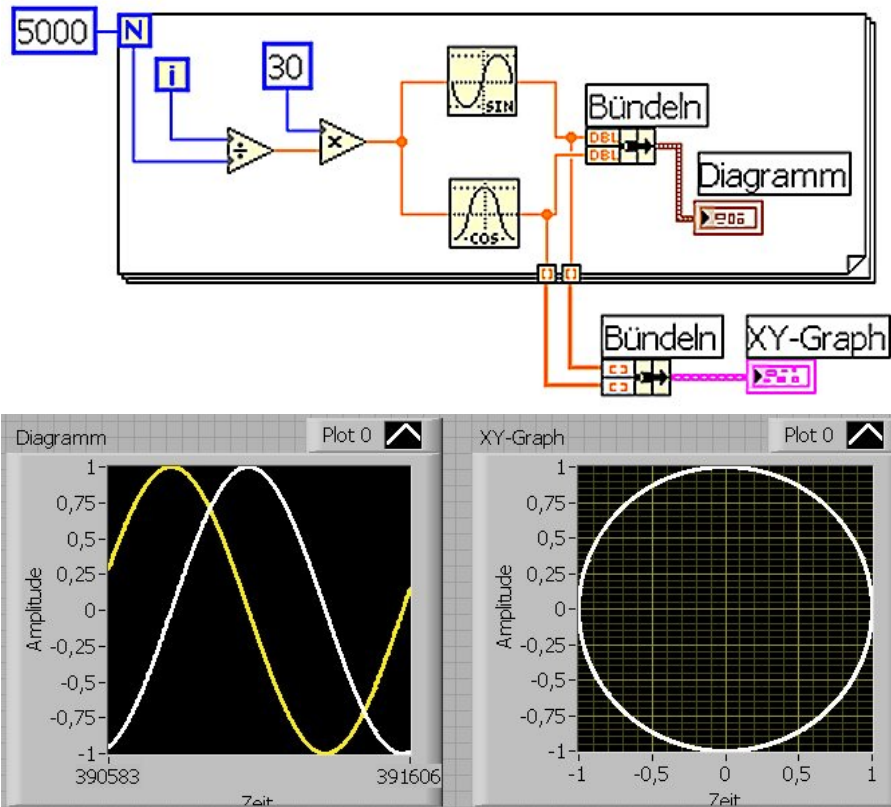 5000
N
i
30
÷
x
SIN
COS
Bündeln
DBL
DBL
Diagramm
Bündeln
XY-Graph
Diagramm
Plot 0
1
0,75
0,5
0,25
0
-0,25
-0,5
-0,75
-1
Amplitude
390583
391606
Zeit
XY-Graph
Plot 0
1
0,75
0,5
0,25
0
-0,25
-0,5
-0,75
-1
Amplitude
-1
-0,5
0
0,5
1
Zeit